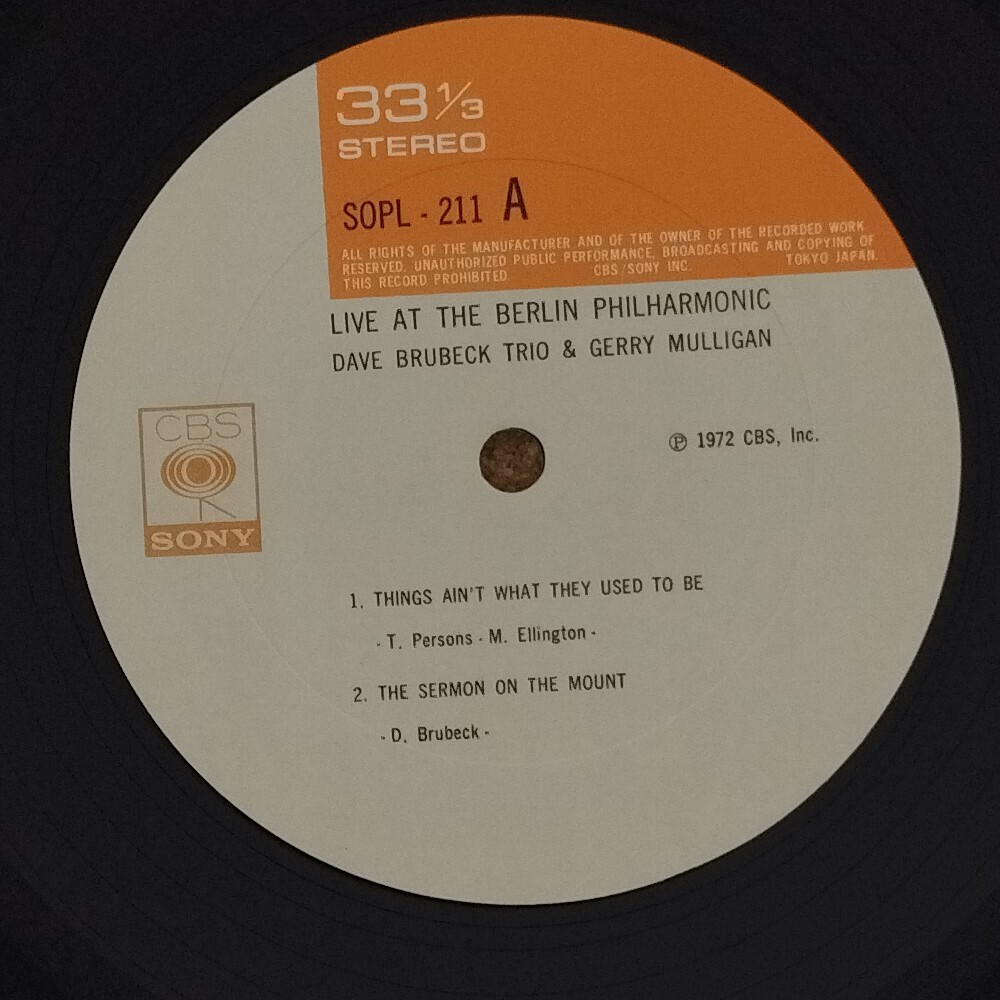 33 1/3
STEREO
SOPL - 211 A
ALL RIGHTS OF THE MANUFACTURER AND OF THE OWNER OF THE RECORDED WORK
RESERVED. UNAUTHORIZED PUBLIC PERFORMANCE, BROADCASTING AND COPYING OF
THIS RECORD PROHIBITED CBS/SONY INC. TOKYO JAPAN.
LIVE AT THE BERLIN PHILHARMONIC
DAVE BRUBECK TRIO & GERRY MULLIGAN
CBS
SONY
Ⓟ 1972 CBS, Inc.
1. THINGS AIN'T WHAT THEY USED TO BE
- T. Persons - M. Ellington -
2. THE SERMON ON THE MOUNT
- D. Brubeck -